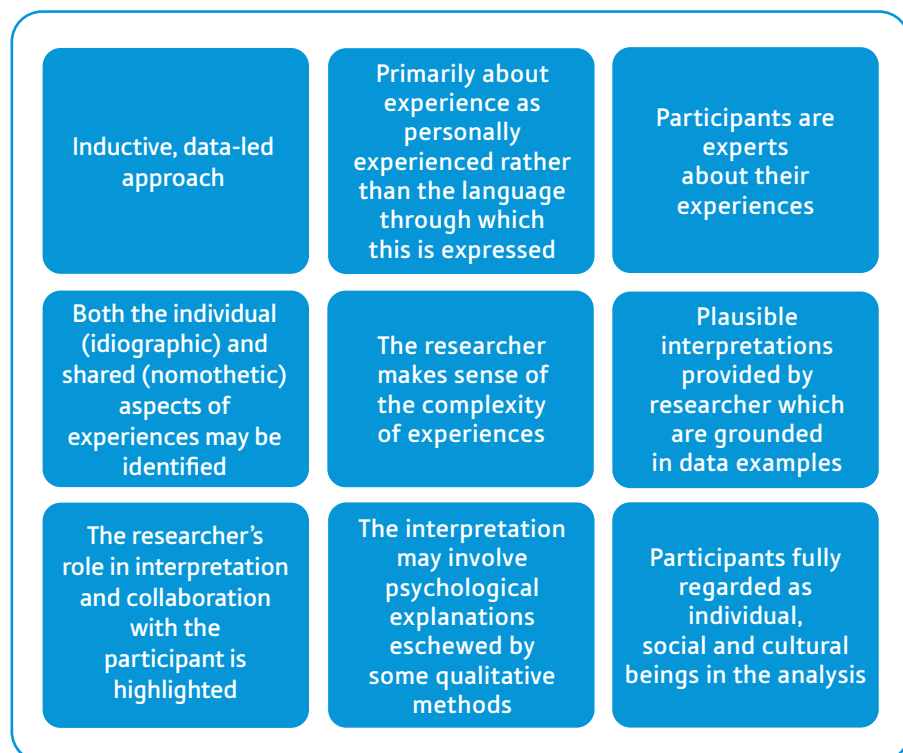 Inductive, data-led
approach
Primarily about
experience as
personally
experienced rather
than the language
through which
this is expressed
Participants are
experts
about their
experiences
Both the individual
(idiographic) and
shared (nomothetic)
aspects of
experiences may be
identified
The researcher
makes sense of
the complexity
of experiences
Plausible
interpretations
provided by
researcher which
are grounded
in data examples
The researcher’s
role in interpretation
and collaboration
with the
participant is
highlighted
The interpretation
may involve
psychological
explanations
eschewed by
some qualitative
methods
Participants fully
regarded as
individual,
social and cultural
beings in the analysis